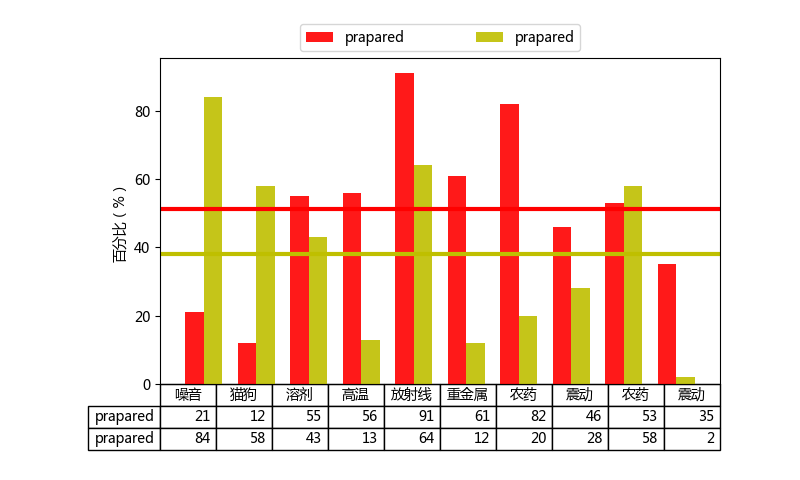 prapared prapared
80
60
40
20
0
百分比（%）
噪音 猫狗 溶剂 高温 放射线 重金属 农药 震动 农药 震动
prapared 21 12 55 56 91 61 82 46 53 35
prapared 84 58 43 13 64 12 20 28 58 2